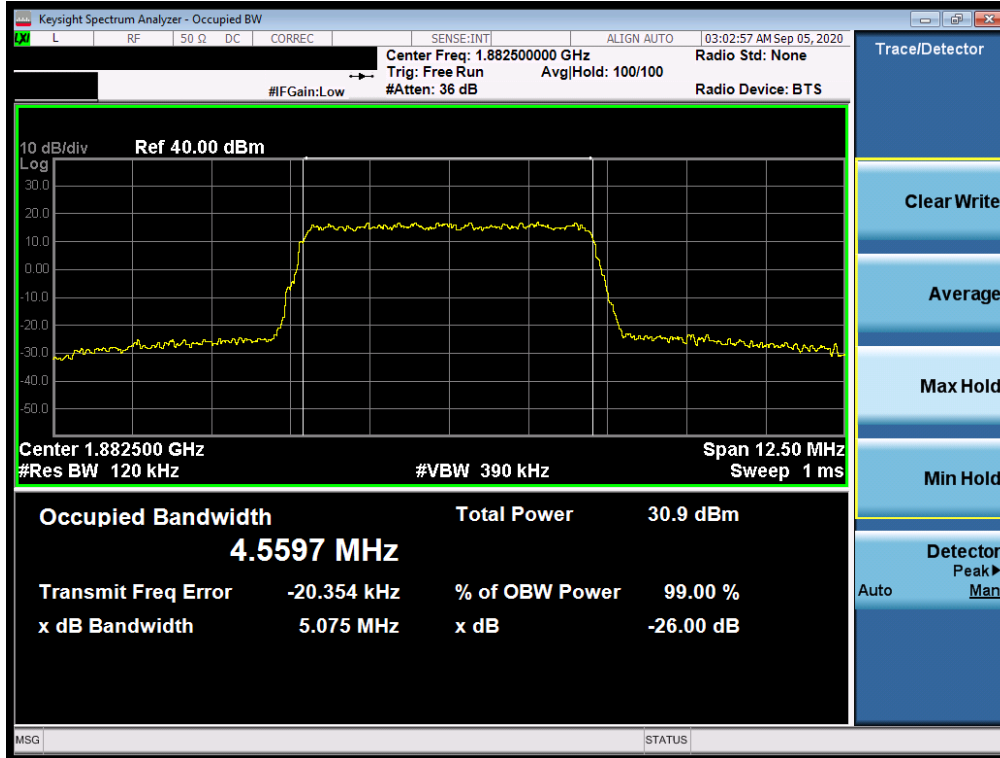 Keysight Spectrum Analyzer - Occupied BW
LXI L RF 50 Ω DC CORREC SENSE:INT ALIGN AUTO 03:02:57 AM Sep 05, 2020
Center Freq: 1.882500000 GHz Radio Std: None
Trig: Free Run Avg|Hold: 100/100
#IFGain:Low #Atten: 36 dB Radio Device: BTS
10 dB/div Ref 40.00 dBm
Log
30.0
20.0
10.0
0.00
-10.0
-20.0
-30.0
-40.0
-50.0
Center 1.882500 GHz Span 12.50 MHz
#Res BW 120 kHz #VBW 390 kHz Sweep 1 ms
Occupied Bandwidth Total Power 30.9 dBm
4.5597 MHz
Transmit Freq Error -20.354 kHz % of OBW Power 99.00 %
x dB Bandwidth 5.075 MHz x dB -26.00 dB
MSG STATUS
Trace/Detector
Clear Write
Average
Max Hold
Min Hold
Detector
Peak▶
Auto Man